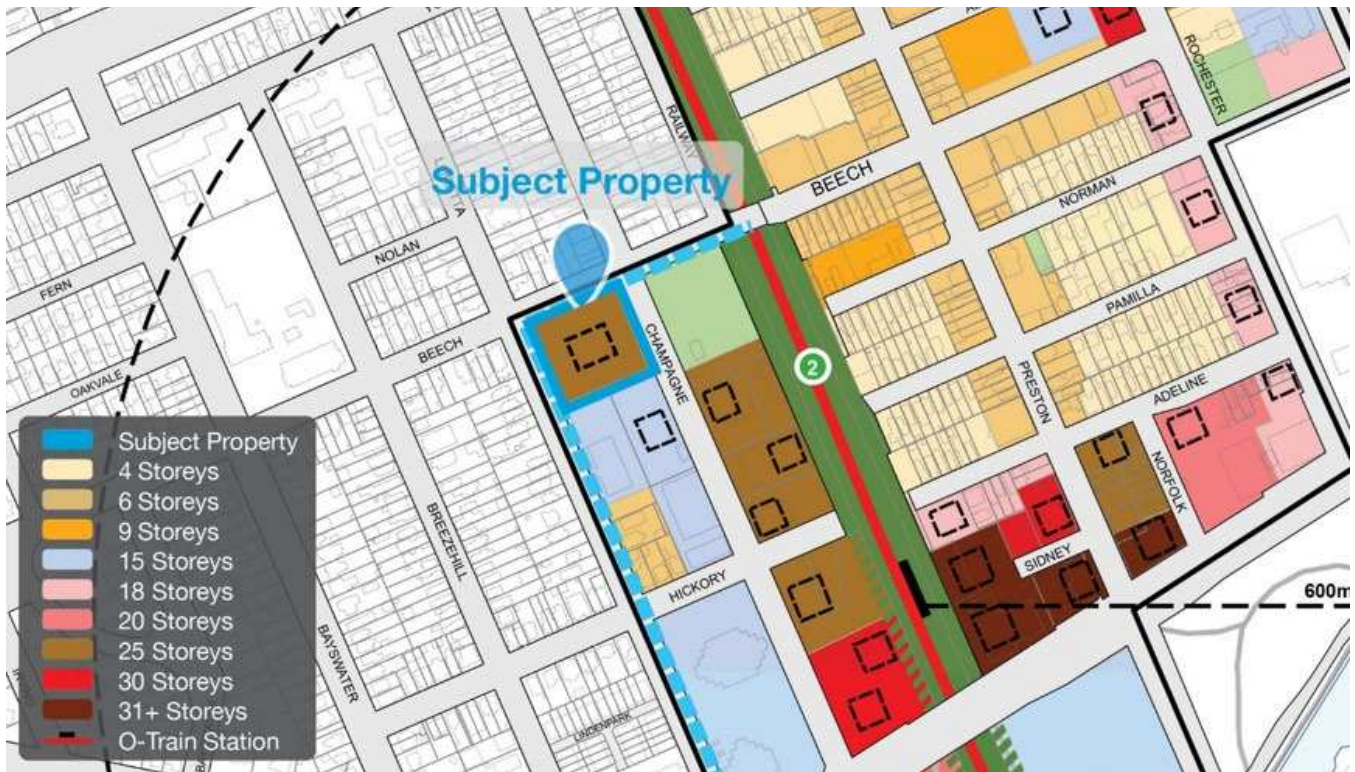 ROCHESTER
RAILWAY
Subject Property
BEECH
NORMAN
NOLAN
FERN
PAMILLA
CHAMPAGNE
BEECH
2
OAKVALE
PRESTON
ADELINE
Subject Property
4 Storeys
6 Storeys
9 Storeys
15 Storeys
18 Storeys
20 Storeys
25 Storeys
30 Storeys
31+ Storeys
O-Train Station
NORFOLK
BREEZEHILL
SIDNEY
HICKORY
600m
BAYSWATER